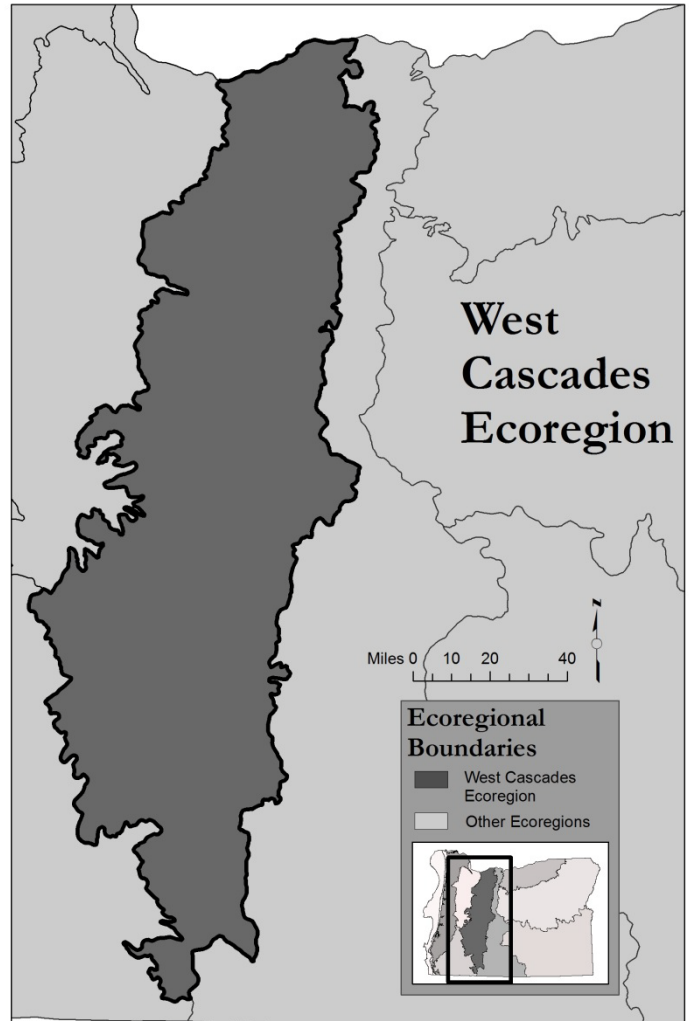 West
Cascades
Ecoregion
N
Miles 0 10 20 40
Ecoregional
Boundaries
West Cascades
Ecoregion
Other Ecoregions